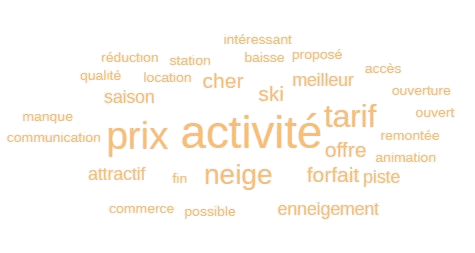 intéressant
réduction station baisse proposé
qualité location cher meilleur accès
saison ski ouverture
manque prix activité tarif ouvert
communication offre remontée
animation
attractif fin neige forfait piste
commerce possible enneigement